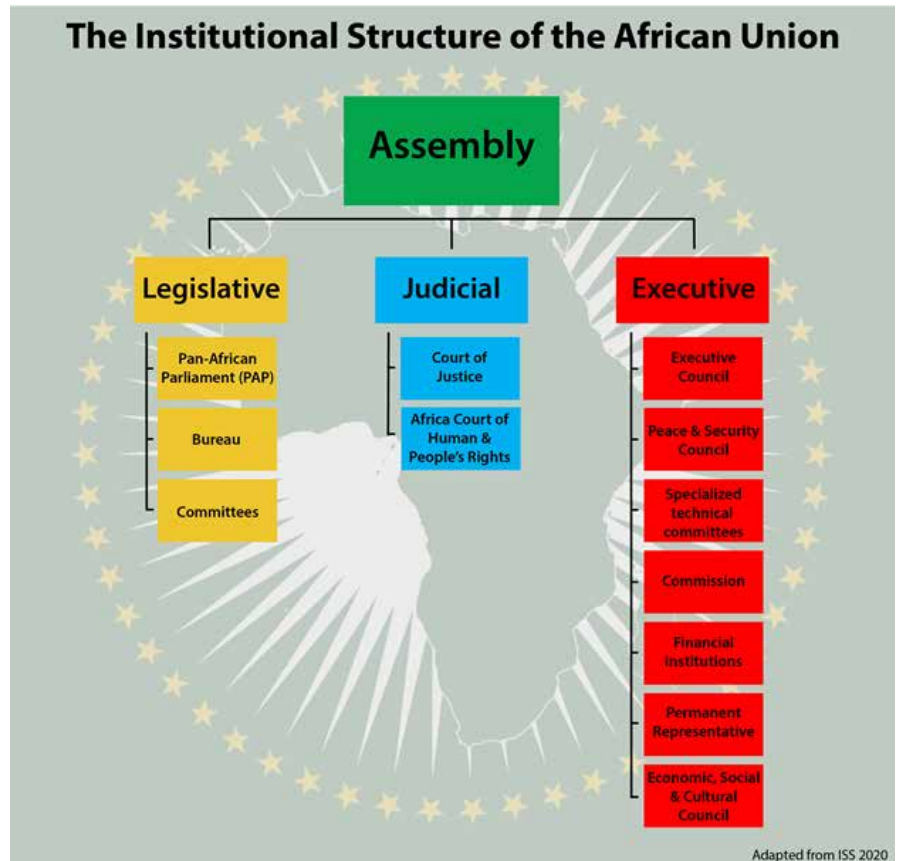 The Institutional Structure of the African Union
Assembly
Legislative
Pan-African
Parliament (PAP)
Bureau
Committees
Judicial
Court of
Justice
Africa Court of
Human &
People's Rights
Executive
Executive
Council
Peace & Security
Council
Specialized
technical
committees
Commission
Financial
institutions
Permanent
Representative
Economic, Social
& Cultural
Council
Adapted from ISS 2020